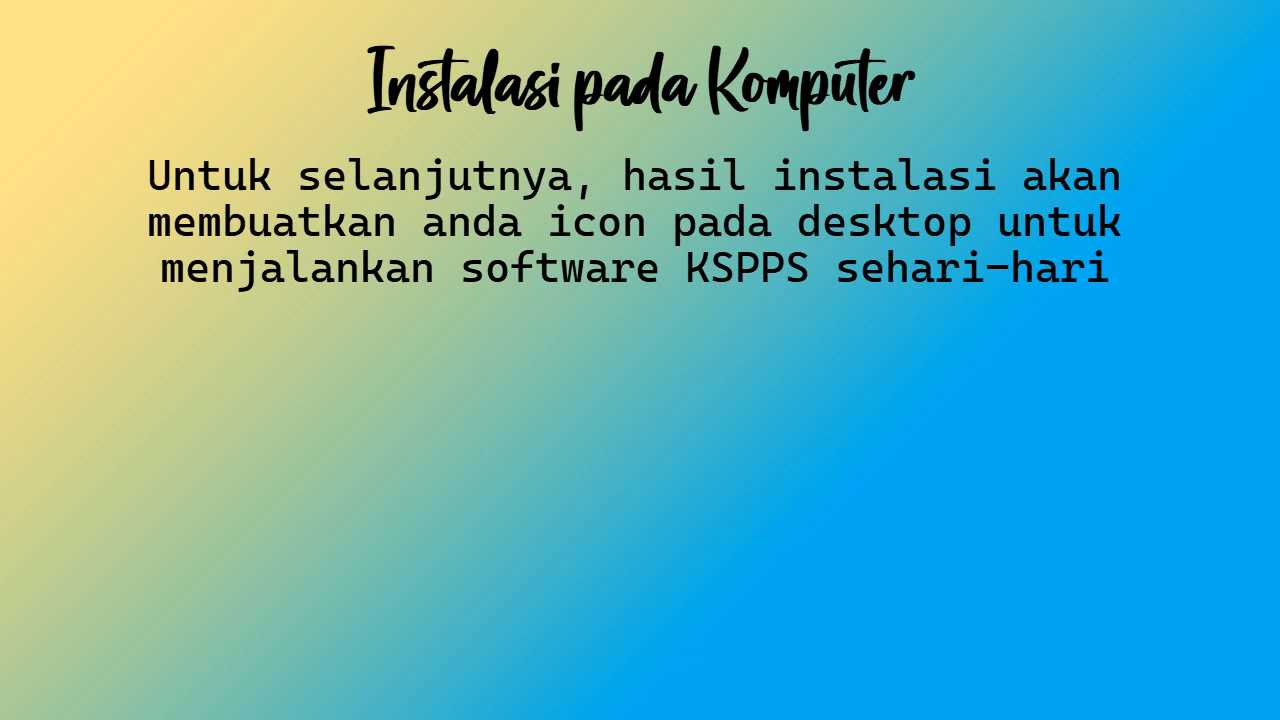 Instalasi pada Komputer
Untuk selanjutnya, hasil instalasi akan
membuatkan anda icon pada desktop untuk
menjalankan software KSPPS sehari-hari